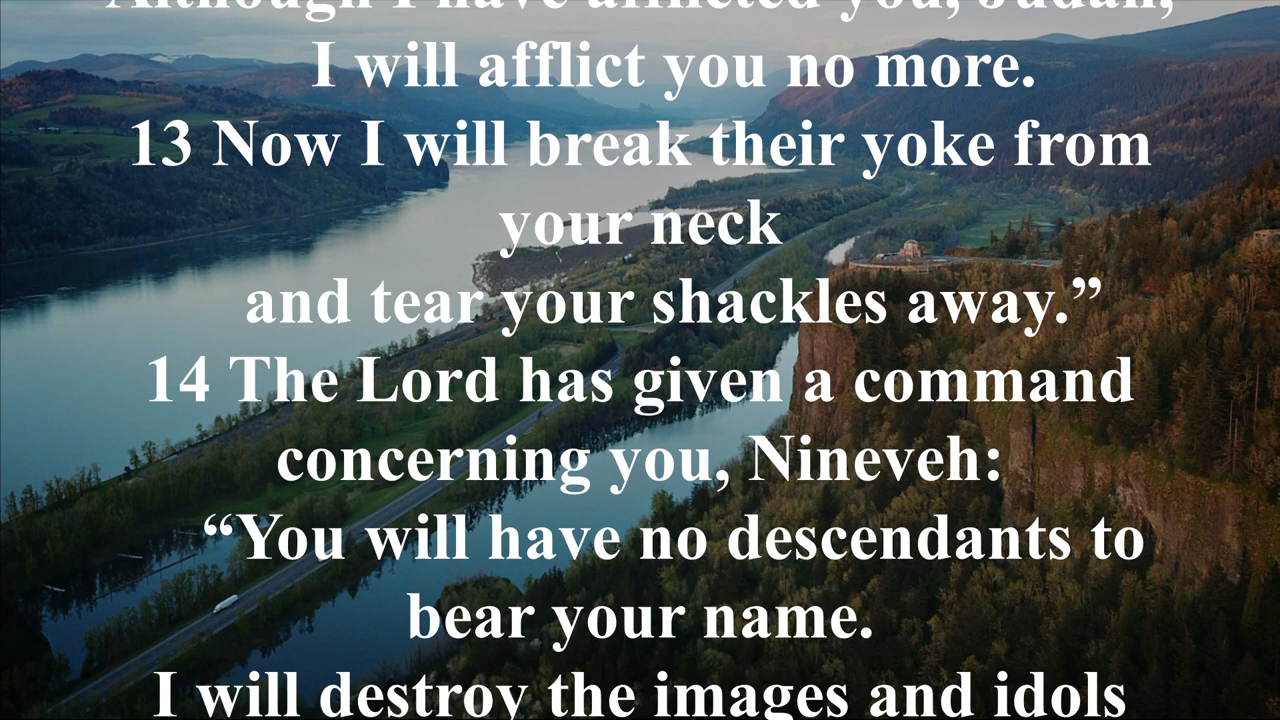 Although I have afflicted you, Judah,
I will afflict you no more.
13 Now I will break their yoke from
your neck
and tear your shackles away.”
14 The Lord has given a command
concerning you, Nineveh:
“You will have no descendants to
bear your name.
I will destroy the images and idols